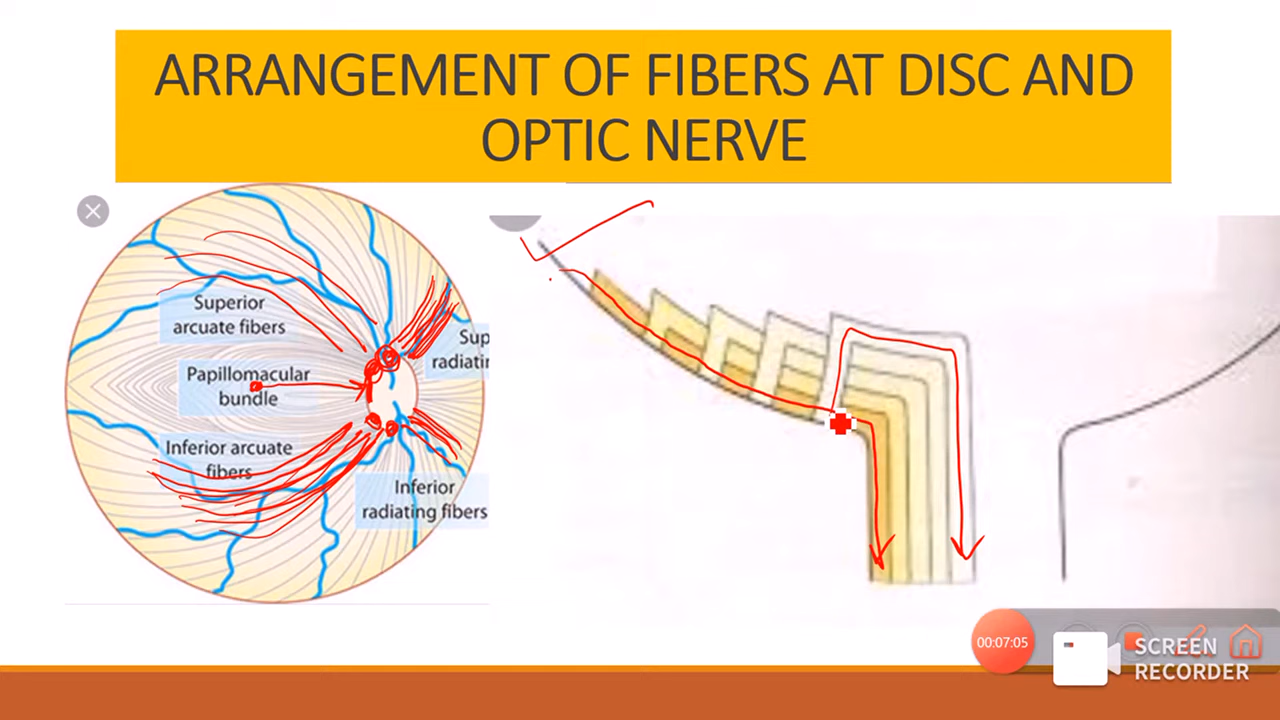 ARRANGEMENT OF FIBERS AT DISC AND
OPTIC NERVE
Superior
arcuate fibers
Sup
radiati
Papillomacular
bundle
Inferior arcuate
fibers
Inferior
radiating fibers
00:07:05
SCREEN
RECORDER